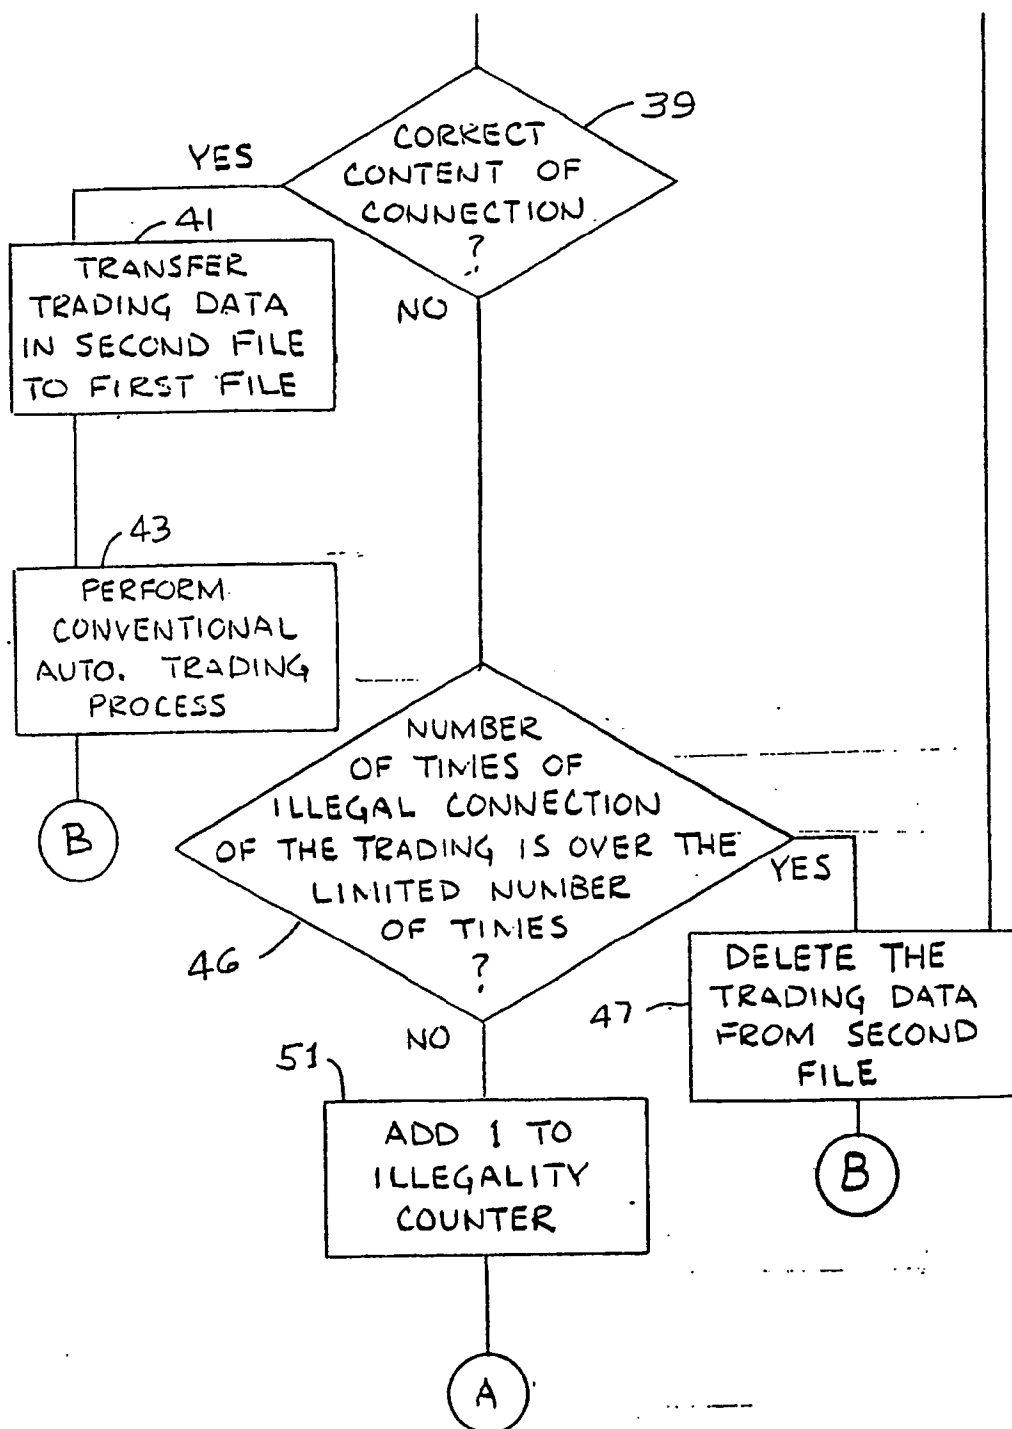 39
CORRECT
CONTENT OF
CONNECTION
?
YES
NO
41
TRANSFER
TRADING DATA
IN SECOND FILE
TO FIRST FILE
43
PERFORM
CONVENTIONAL
AUTO. TRADING
PROCESS
B
NUMBER
OF TIMES OF
ILLEGAL CONNECTION
OF THE TRADING IS OVER THE
LIMITED NUMBER
OF TIMES
?
46
YES
NO
47
DELETE THE
TRADING DATA
FROM SECOND
FILE
B
51
ADD 1 TO
ILLEGALITY
COUNTER
A